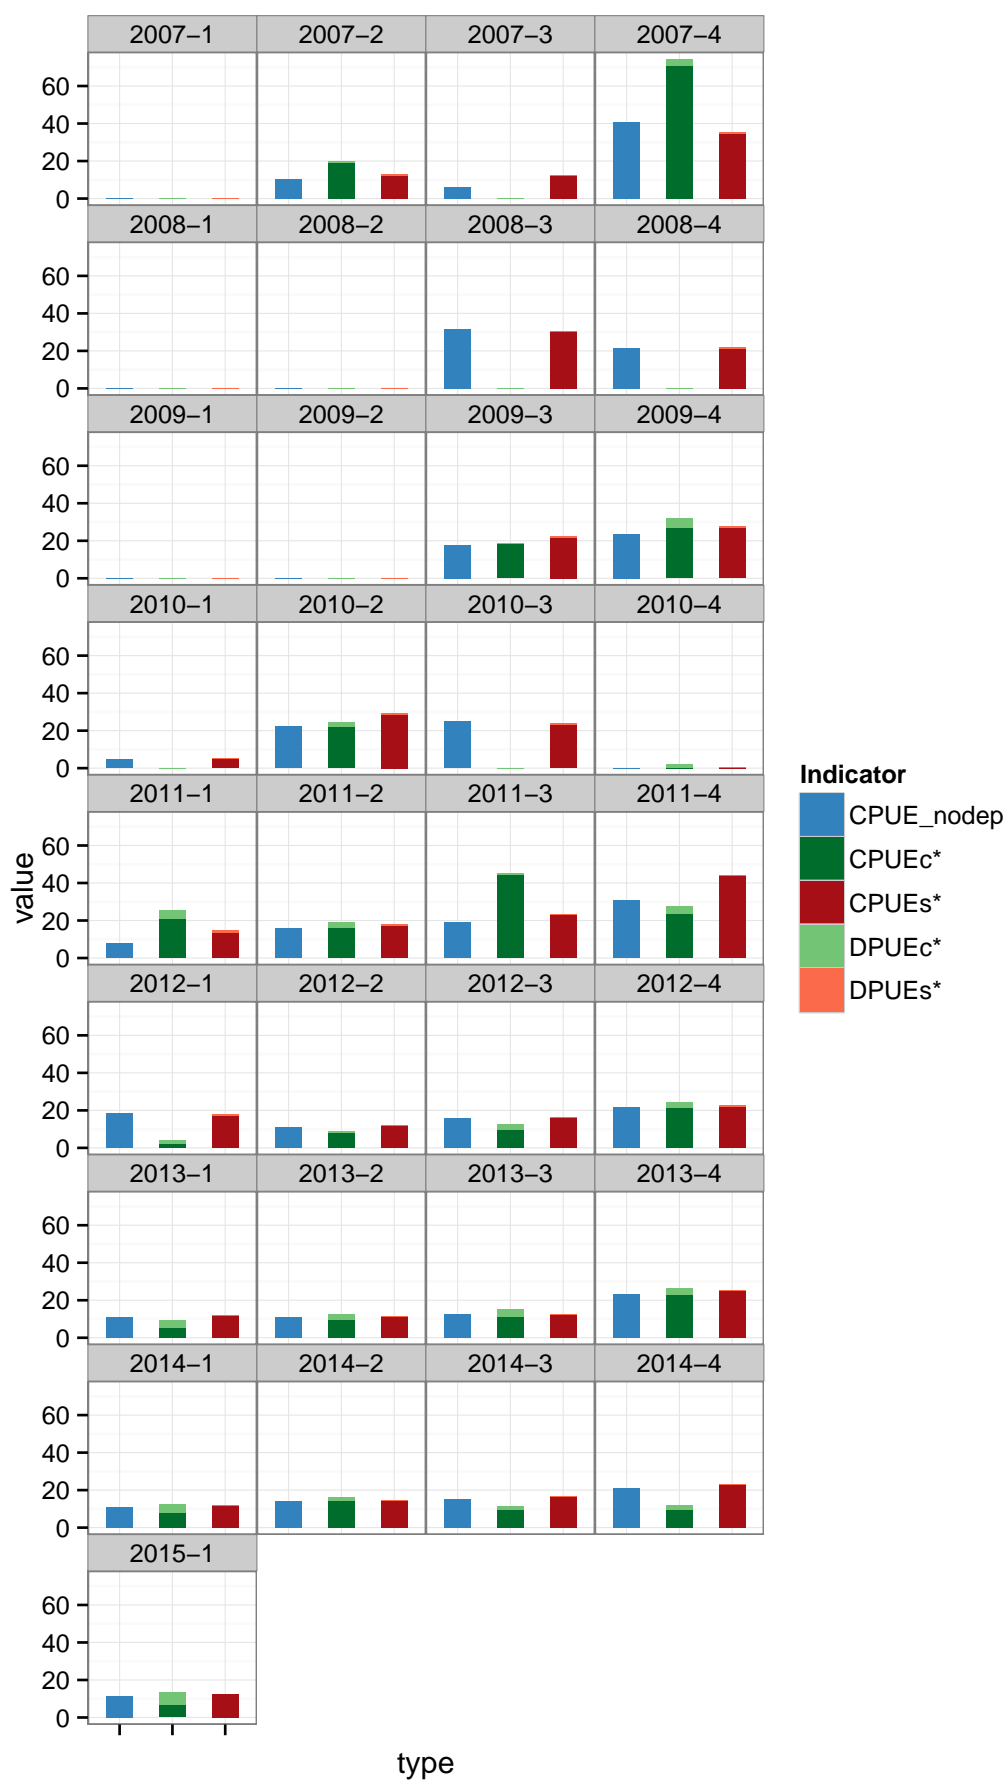 2007−1 2007−2 2007−3 2007−4
60
40
20
0
2008−1 2008−2 2008−3 2008−4
60
40
20
0
2009−1 2009−2 2009−3 2009−4
60
40
20
0
2010−1 2010−2 2010−3 2010−4
60
40
20
0
2011−1 2011−2 2011−3 2011−4
60
40
20
0
2012−1 2012−2 2012−3 2012−4
60
40
20
0
2013−1 2013−2 2013−3 2013−4
60
40
20
0
2014−1 2014−2 2014−3 2014−4
60
40
20
0
2015−1
60
40
20
0
value
type
Indicator
CPUE_nodep
CPUEc*
CPUEs*
DPUEc*
DPUEs*